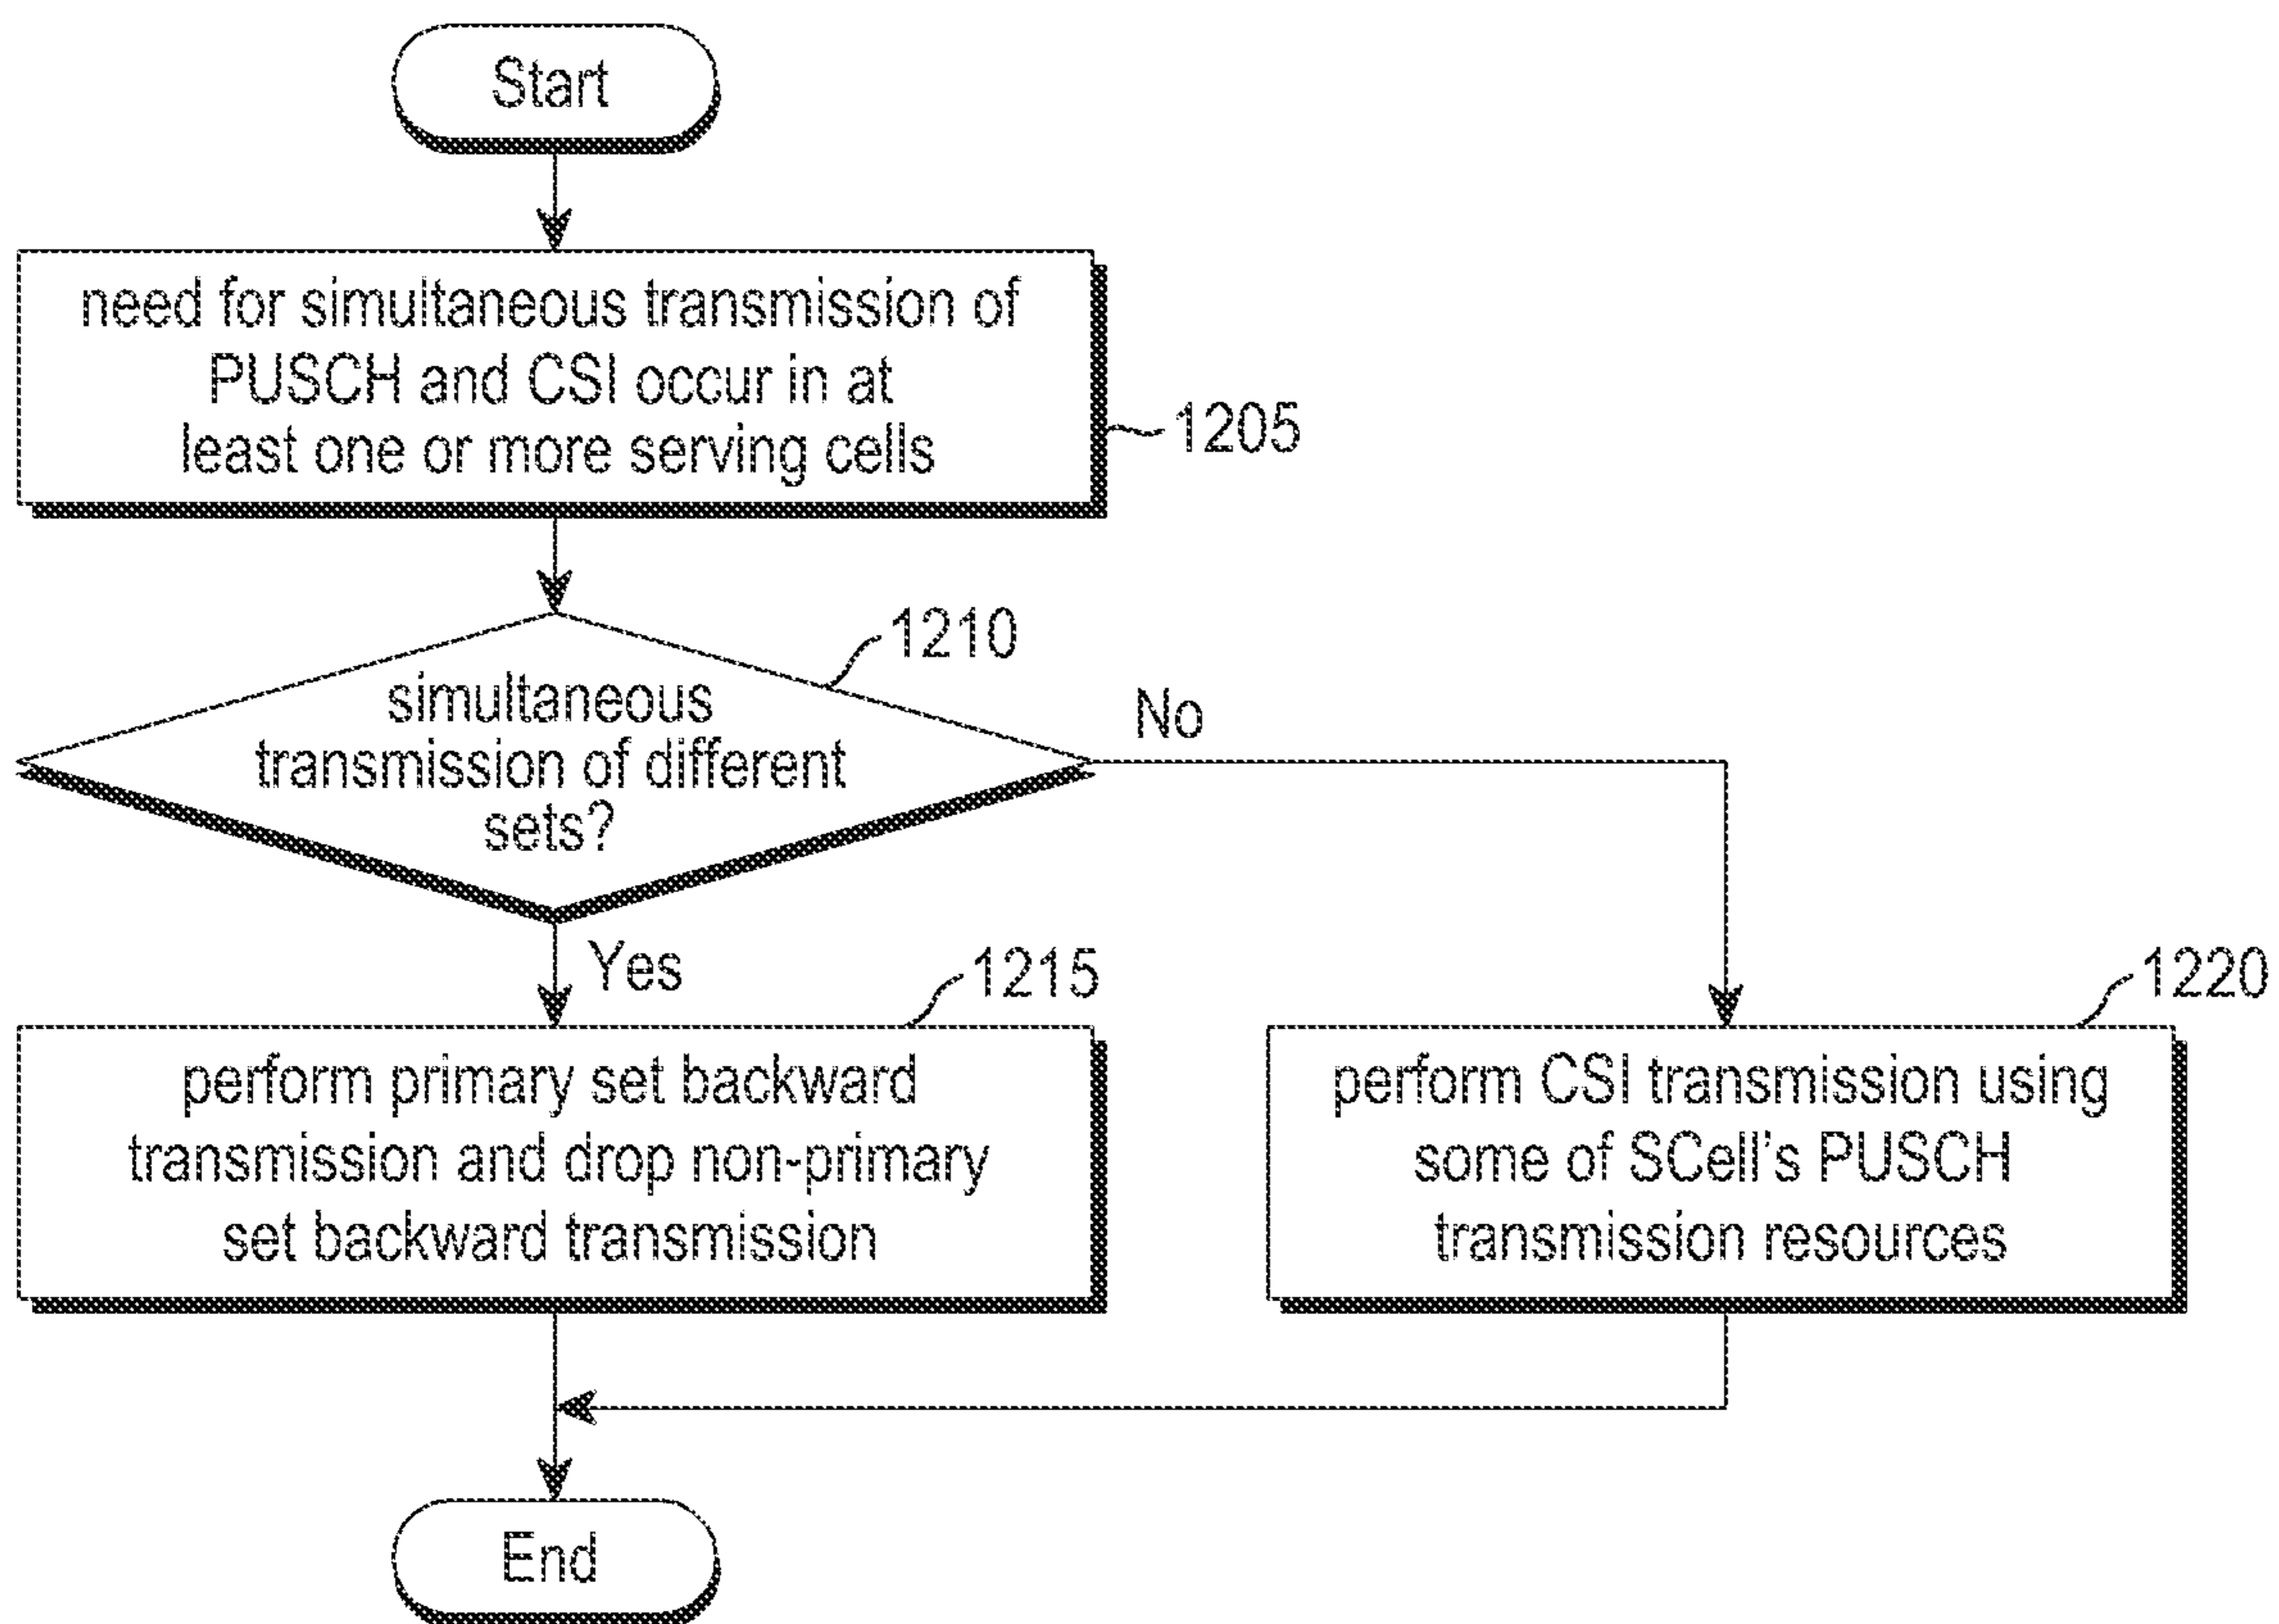 Start
need for simultaneous transmission of
PUSCH and CSI occur in at
least one or more serving cells
1205
1210
simultaneous
transmission of different
sets?
No
Yes
1215
1220
perform primary set backward
transmission and drop non-primary
set backward transmission
perform CSI transmission using
some of SCell's PUSCH
transmission resources
End